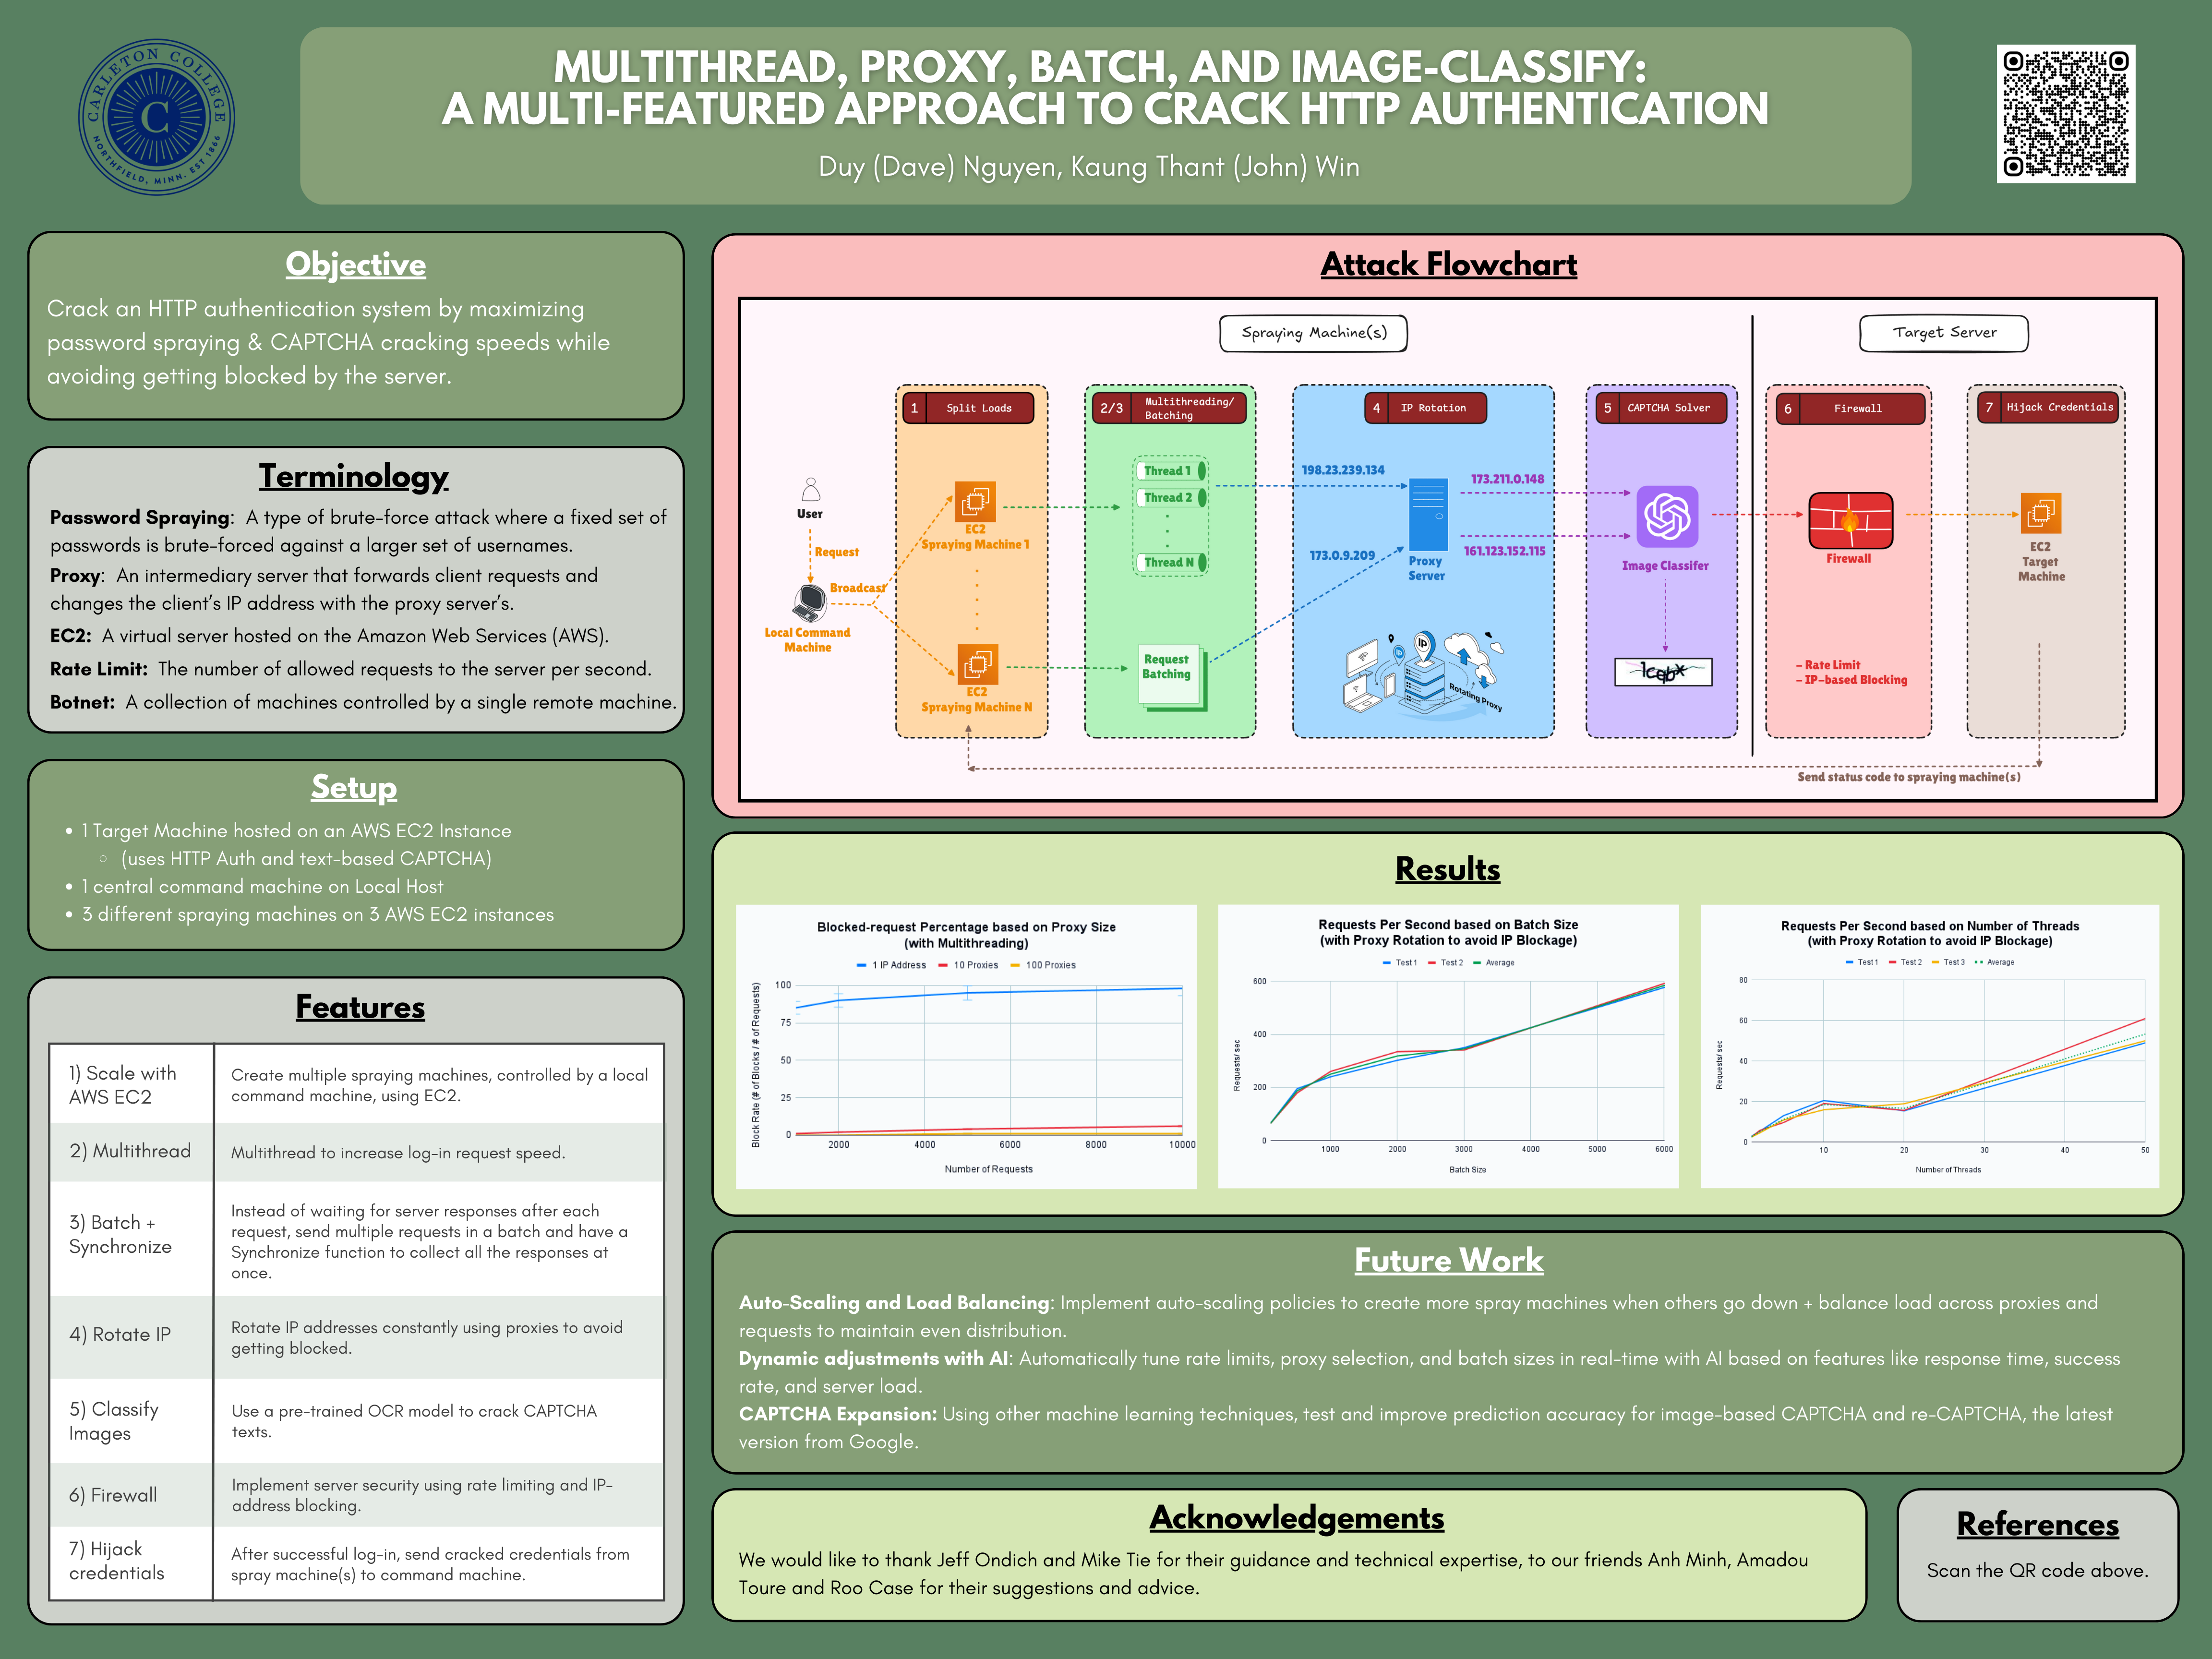 CARLETON COLLEGE
C
NORTHFIELD, MINN. EST 1866
MULTITHREAD, PROXY, BATCH, AND IMAGE-CLASSIFY:
A MULTI-FEATURED APPROACH TO CRACK HTTP AUTHENTICATION
Duy (Dave) Nguyen, Kaung Thant (John) Win
Objective
Crack an HTTP authentication system by maximizing
password spraying & CAPTCHA cracking speeds while
avoiding getting blocked by the server.
Terminology
Password Spraying: A type of brute-force attack where a fixed set of
passwords is brute-forced against a larger set of usernames.
Proxy: An intermediary server that forwards client requests and
changes the client's IP address with the proxy server's.
EC2: A virtual server hosted on the Amazon Web Services (AWS).
Rate Limit: The number of allowed requests to the server per second.
Botnet: A collection of machines controlled by a single remote machine.
Setup
• 1 Target Machine hosted on an AWS EC2 Instance
◦ (uses HTTP Auth and text-based CAPTCHA)
• 1 central command machine on Local Host
• 3 different spraying machines on 3 AWS EC2 instances
Features
1) Scale with
AWS EC2
Create multiple spraying machines, controlled by a local
command machine, using EC2.
2) Multithread
Multithread to increase log-in request speed.
3) Batch +
Synchronize
Instead of waiting for server responses after each
request, send multiple requests in a batch and have a
Synchronize function to collect all the responses at
once.
4) Rotate IP
Rotate IP addresses constantly using proxies to avoid
getting blocked.
5) Classify
Images
Use a pre-trained OCR model to crack CAPTCHA
texts.
6) Firewall
Implement server security using rate limiting and IP-
address blocking.
7) Hijack
credentials
After successful log-in, send cracked credentials from
spray machine(s) to command machine.
Attack Flowchart
Spraying Machine(s)
Target Server
User
Request
Broadcast
Local Command
Machine
1 Split Loads
EC2
Spraying Machine 1
EC2
Spraying Machine N
2/3 Multithreading/
Batching
Thread 1
Thread 2
Thread N
Request
Batching
4 IP Rotation
198.23.239.134
173.0.9.209
Proxy
Server
IP
Rotating Proxy
173.211.0.148
161.123.152.115
5 CAPTCHA Solver
Image Classifer
6 Firewall
Firewall
- Rate Limit
- IP-based Blocking
7 Hijack Credentials
EC2
Target
Machine
Send status code to spraying machine(s)
Results
Blocked-request Percentage based on Proxy Size
(with Multithreading)
1 IP Address 10 Proxies 100 Proxies
Block Rate (# of Blocks / # of Requests)
100
75
50
25
0
2000 4000 6000 8000 10000
Number of Requests
Requests Per Second based on Batch Size
(with Proxy Rotation to avoid IP Blockage)
Test 1 Test 2 Average
Requests/ sec
600
400
200
0
1000 2000 3000 4000 5000 6000
Batch Size
Requests Per Second based on Number of Threads
(with Proxy Rotation to avoid IP Blockage)
Test 1 Test 2 Test 3 Average
Requests/ sec
80
60
40
20
0
10 20 30 40 50
Number of Threads
Future Work
Auto-Scaling and Load Balancing: Implement auto-scaling policies to create more spray machines when others go down + balance load across proxies and
requests to maintain even distribution.
Dynamic adjustments with AI: Automatically tune rate limits, proxy selection, and batch sizes in real-time with AI based on features like response time, success
rate, and server load.
CAPTCHA Expansion: Using other machine learning techniques, test and improve prediction accuracy for image-based CAPTCHA and re-CAPTCHA, the latest
version from Google.
Acknowledgements
We would like to thank Jeff Ondich and Mike Tie for their guidance and technical expertise, to our friends Anh Minh, Amadou
Toure and Roo Case for their suggestions and advice.
References
Scan the QR code above.